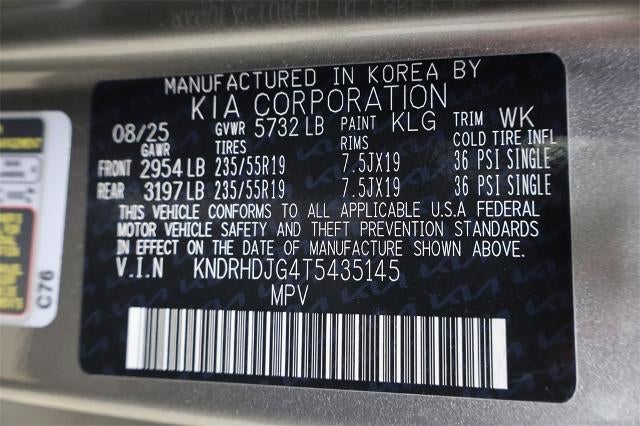 MANUFACTURED IN KOREA BY
KIA CORPORATION
08/25 GVWR 5732 LB PAINT KLG TRIM WK
GAWR TIRES RIMS COLD TIRE INFL
FRONT 2954 LB 235/55R19 7.5JX19 36 PSI SINGLE
REAR 3197 LB 235/55R19 7.5JX19 36 PSI SINGLE
THIS VEHICLE CONFORMS TO ALL APPLICABLE U.S.A FEDERAL
MOTOR VEHICLE SAFETY AND THEFT PREVENTION STANDARDS
IN EFFECT ON THE DATE OF MANUFACTURE SHOWN ABOVE.
V.I.N KNDRHDJG4T5435145
MPV
C76